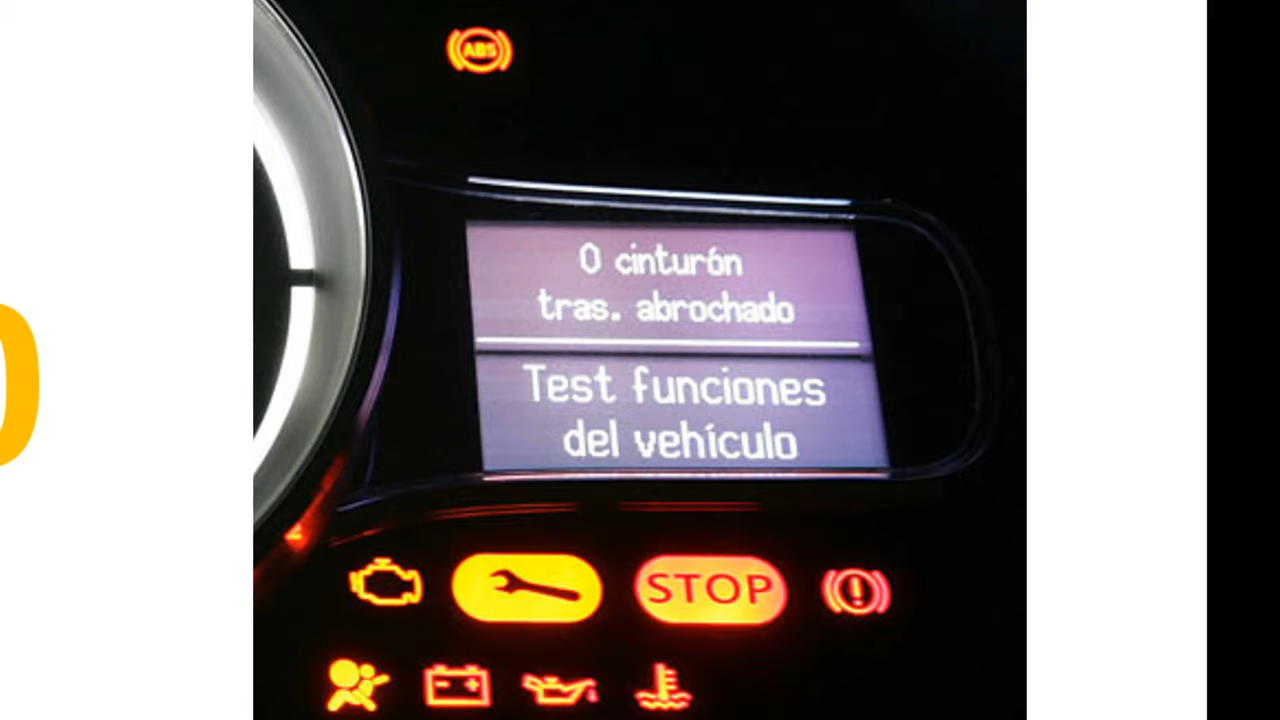 ABS
0 cinturón
tras. abrochado
Test funciones
del vehículo
STOP